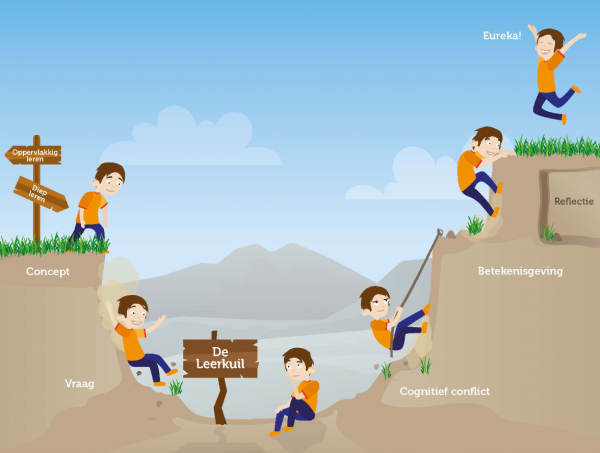 Eureka!
Oppervlakkig
leren
Diep
leren
Reflectie
Concept
Betekenisgeving
De
Leerkuil
Vraag
Cognitief conflict